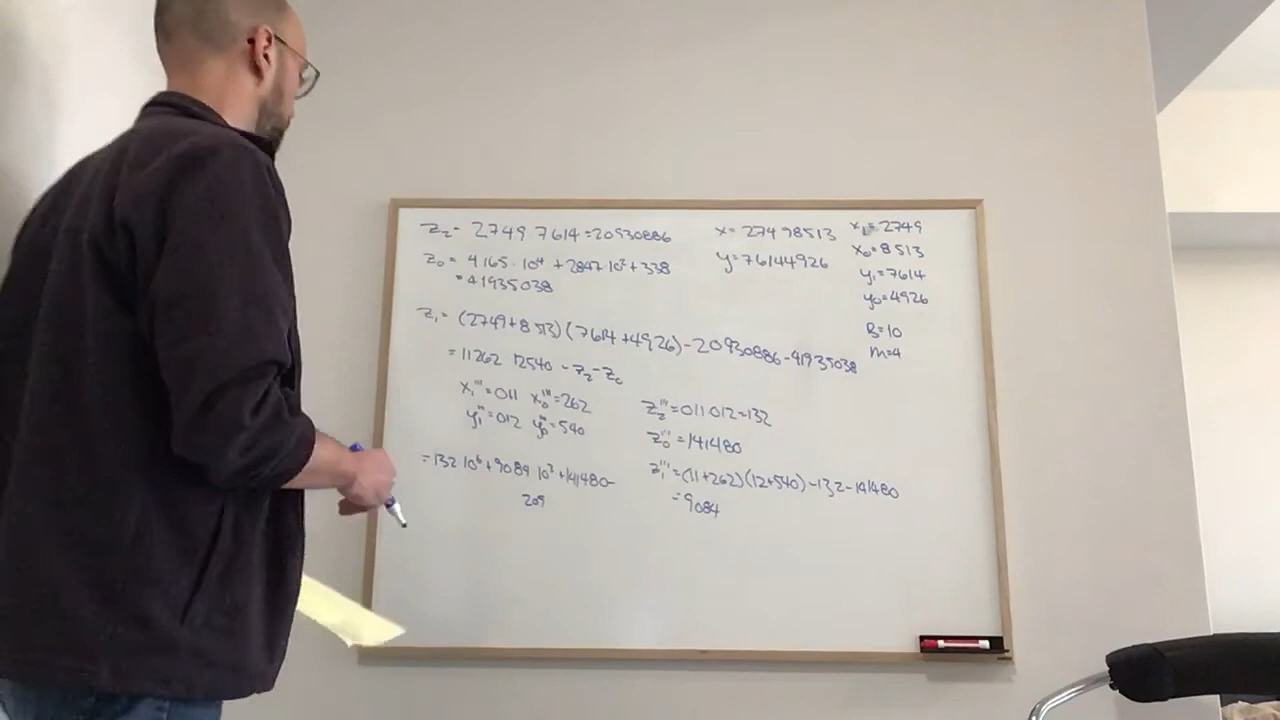 z₂= 2749 7614 =20930886
z₀= 4165·10⁴ +2847·10²+338
=41935038
z₁= (2749+8513)(7614+4926)-20930886-41935038
=11262 12540 -z₂-z₀
x₁'''=011 x₀'''=262
y₁'''=012 y₀'''=540
=132 10⁶+9089 10³+141480-
209
z₂'''=011 012=132
z₀'''=141480
z₁'''=(11+262)(12+540)-132-141480
=9084
x= 27498513
y=76144926
x₁=2749
x₀=8513
y₁=7614
y₀=4926
B=10
m=4